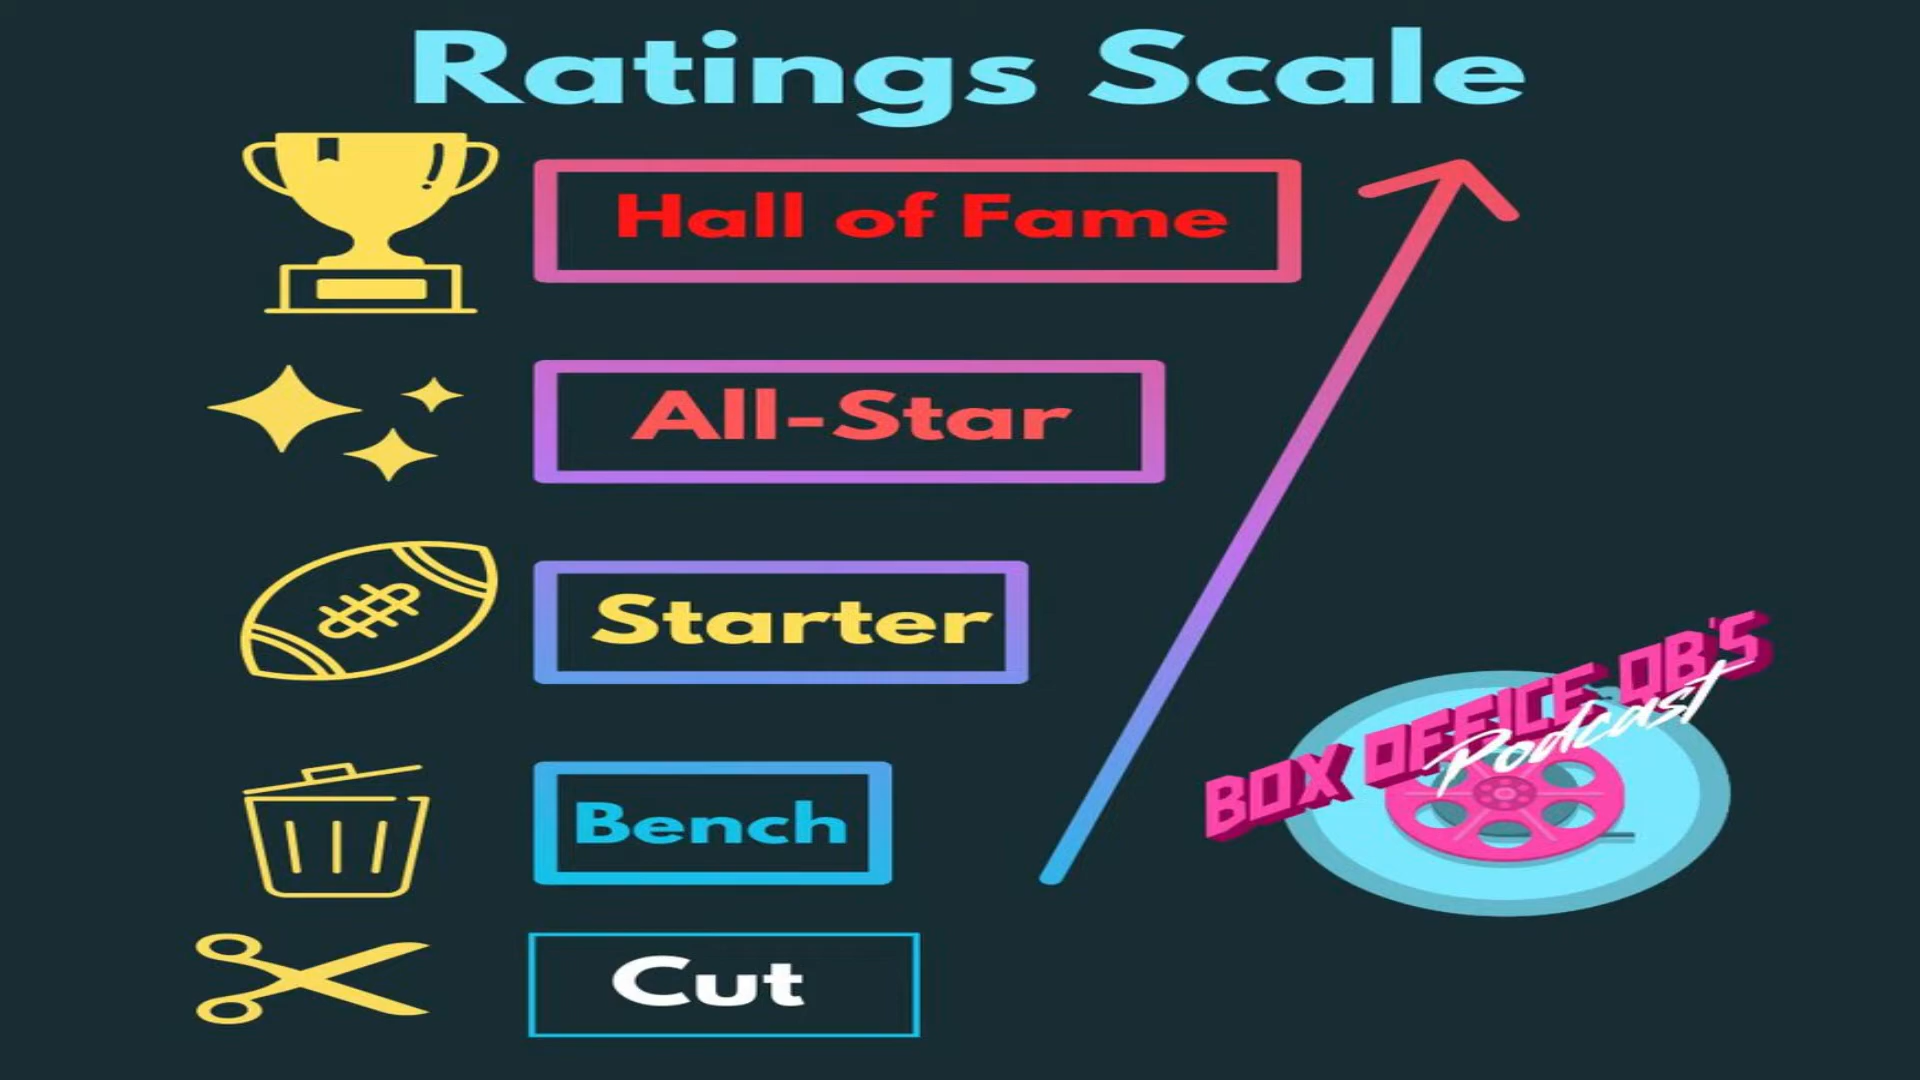 Ratings Scale
Hall of Fame
All-Star
Starter
BOX OFFICE QB'S
Podcast
Bench
Cut